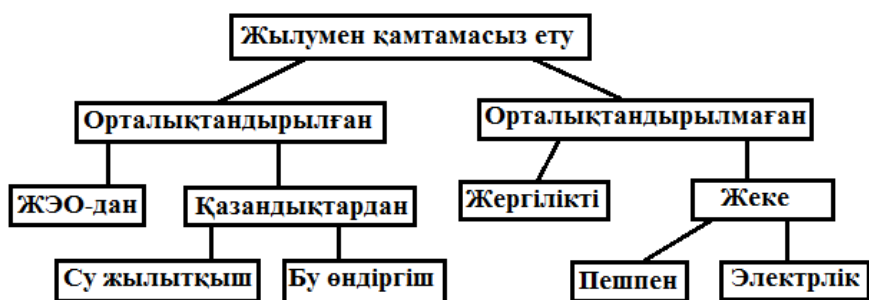 Жылумен қамтамасыз ету
Орталықтандырылған
Орталықтандырылмаған
ЖЭО-дан
Қазандықтардан
Жергілікті
Жеке
Су жылытқыш
Бу өндіргіш
Пешпен
Электрлік